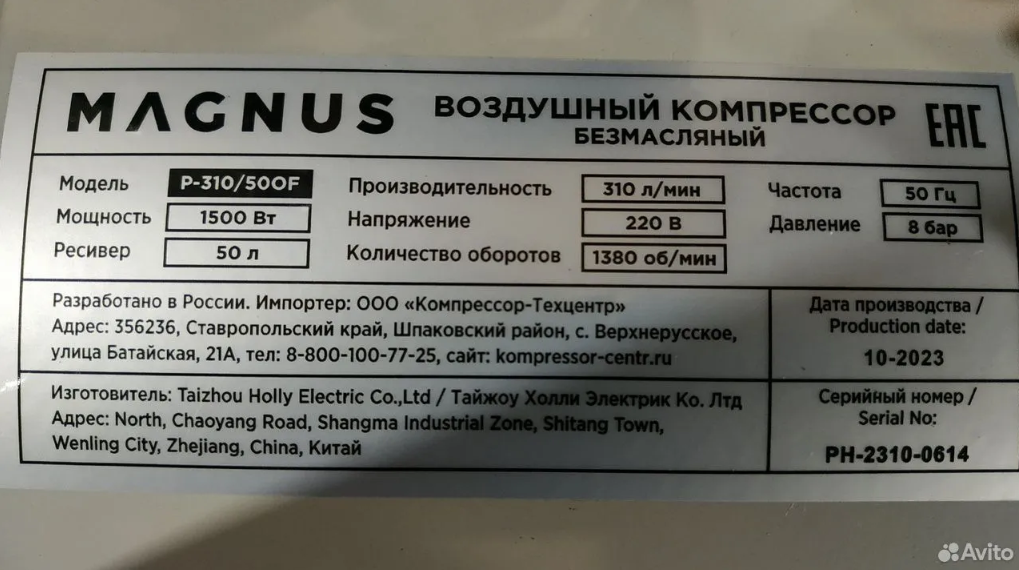 MAGNUS
ВОЗДУШНЫЙ КОМПРЕССОР
БЕЗМАСЛЯНЫЙ
EAC
Модель P-310/50OF Производительность 310 л/мин Частота 50 Гц
Мощность 1500 Вт Напряжение 220 В Давление 8 бар
Ресивер 50 л Количество оборотов 1380 об/мин
Разработано в России. Импортер: ООО «Компрессор-Техцентр»
Адрес: 356236, Ставропольский край, Шпаковский район, с. Верхнерусское,
улица Батайская, 21А, тел: 8-800-100-77-25, сайт: kompressor-centr.ru
Дата производства /
Production date:
10-2023
Изготовитель: Taizhou Holly Electric Co.,Ltd / Тайжоу Холли Электрик Ко. Лтд
Адрес: North, Chaoyang Road, Shangma Industrial Zone, Shitang Town,
Wenling City, Zhejiang, China, Китай
Серийный номер /
Serial No:
PH-2310-0614
Avito